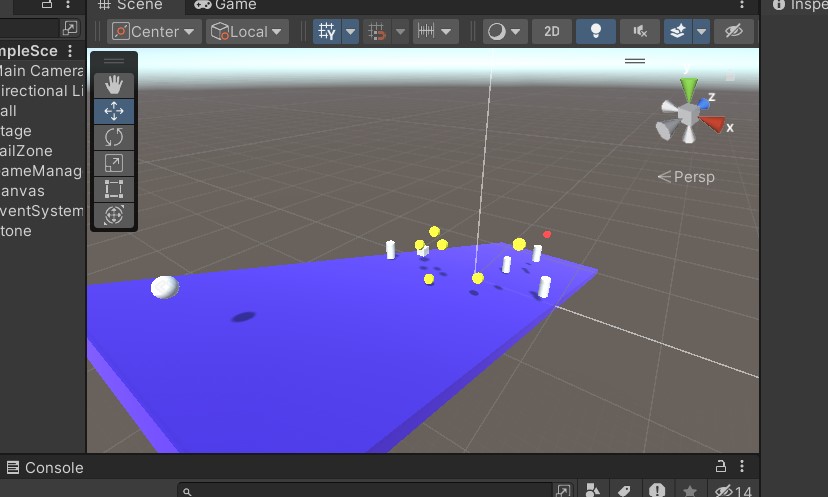 Scene
Game
Inspe
Center
Local
2D
mpleSce
Main Camera
irectional Li
all
tage
ailZone
GameManag
anvas
ventSystem
tone
y
z
x
Persp
Console
14